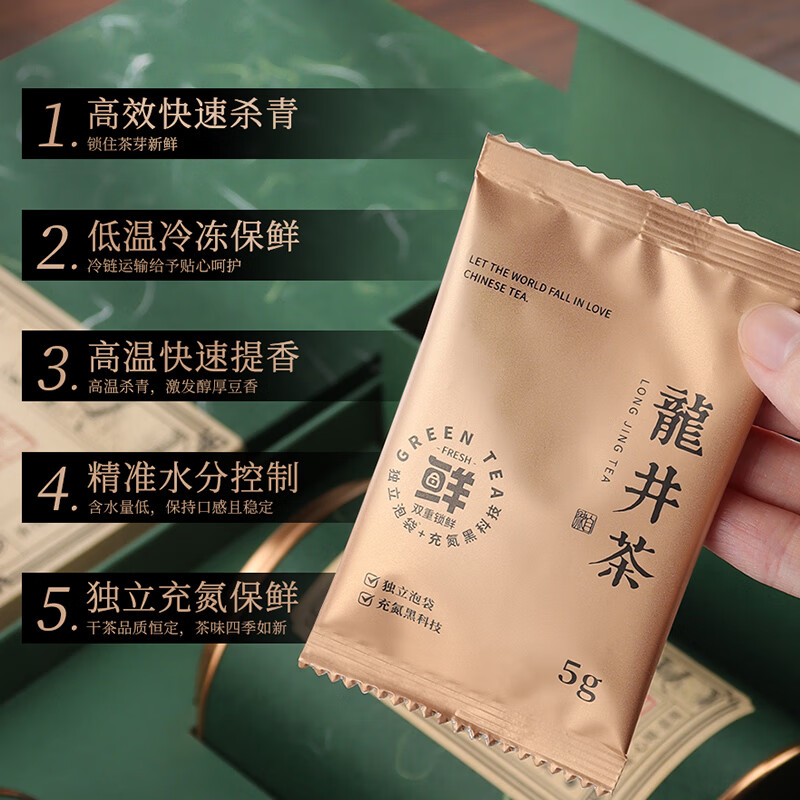 1.
高效快速杀青
锁住茶芽新鲜
2.
低温冷冻保鲜
冷链运输给予贴心呵护
3.
高温快速提香
高温杀青，激发醇厚豆香
4.
精准水分控制
含水量低，保持口感且稳定
5.
独立充氮保鲜
干茶品质恒定，茶味四季如新
LET THE WORLD FALL IN LOVE
CHINESE TEA.
龍井茶
LONG JING TEA
GREEN TEA
-FRESH-
鲜
双重锁鲜
独立泡袋+充氮黑科技
独立泡袋
充氮黑科技
5g